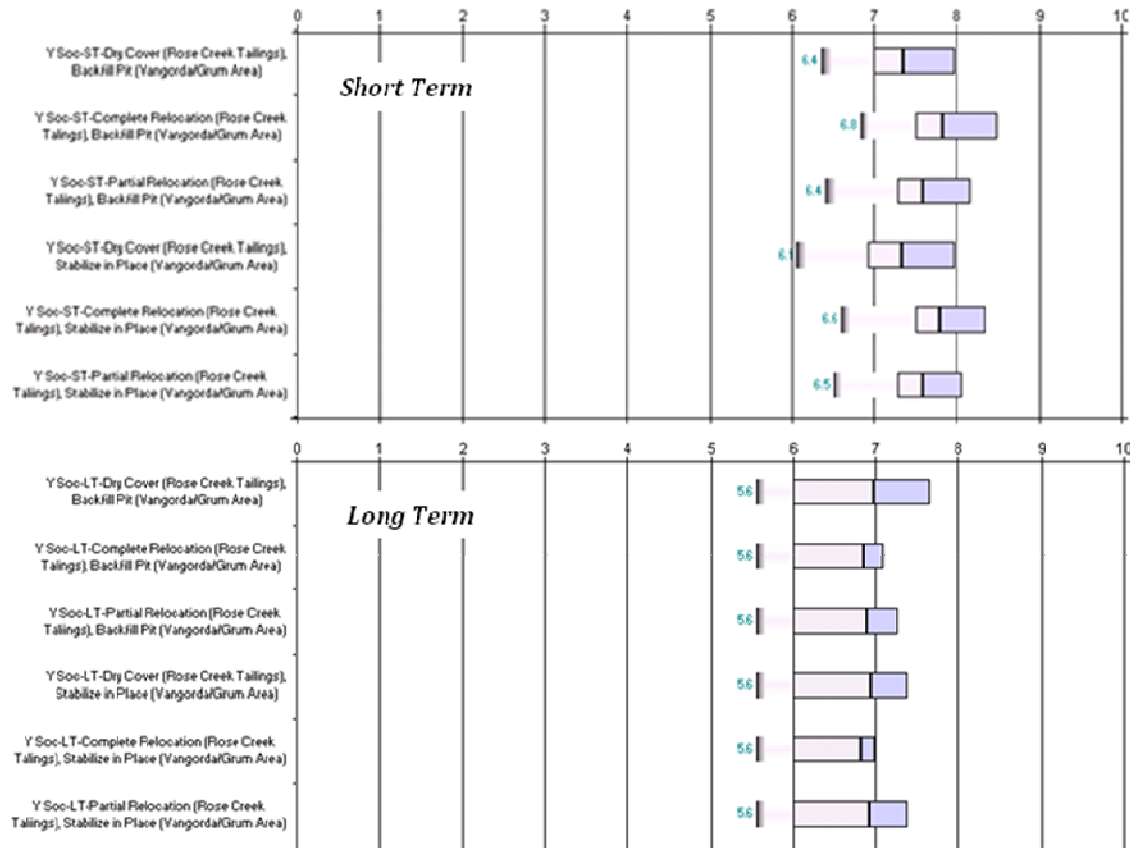 0 1 2 3 4 5 6 7 8 9 10
Y Soc-ST-Dry Cover (Rose Creek Tailings),
Backfill Pit (Vangorda/Grum Area)
6.4
Short Term
Y Soc-ST-Complete Relocation (Rose Creek
Talings), Backfill Pit (Vangorda/Grum Area)
6.8
Y Soc-ST-Partial Relocation (Rose Creek
Taliings), Backfill Pit (Vangorda/Grum Area)
6.4
Y Soc-ST-Dry Cover (Rose Creek Tailings),
Stabilize in Place (Vangorda/Grum Area)
6.1
Y Soc-ST-Complete Relocation (Rose Creek
Talings), Stabilize in Place (Vangorda/Grum Area)
6.6
Y Soc-ST-Partial Relocation (Rose Creek
Taliings), Stabilize in Place (Vangorda/Grum Area)
6.5
0 1 2 3 4 5 6 7 8 9 10
Y Soc-LT-Dry Cover (Rose Creek Tailings),
Backfill Pit (Vangorda/Grum Area)
5.6
Long Term
Y Soc-LT-Complete Relocation (Rose Creek
Talings), Backfill Pit (Vangorda/Grum Area)
5.6
Y Soc-LT-Partial Relocation (Rose Creek
Taliings), Backfill Pit (Vangorda/Grum Area)
5.6
Y Soc-LT-Dry Cover (Rose Creek Tailings),
Stabilize in Place (Vangorda/Grum Area)
5.6
Y Soc-LT-Complete Relocation (Rose Creek
Talings), Stabilize in Place (Vangorda/Grum Area)
5.6
Y Soc-LT-Partial Relocation (Rose Creek
Taliings), Stabilize in Place (Vangorda/Grum Area)
5.6